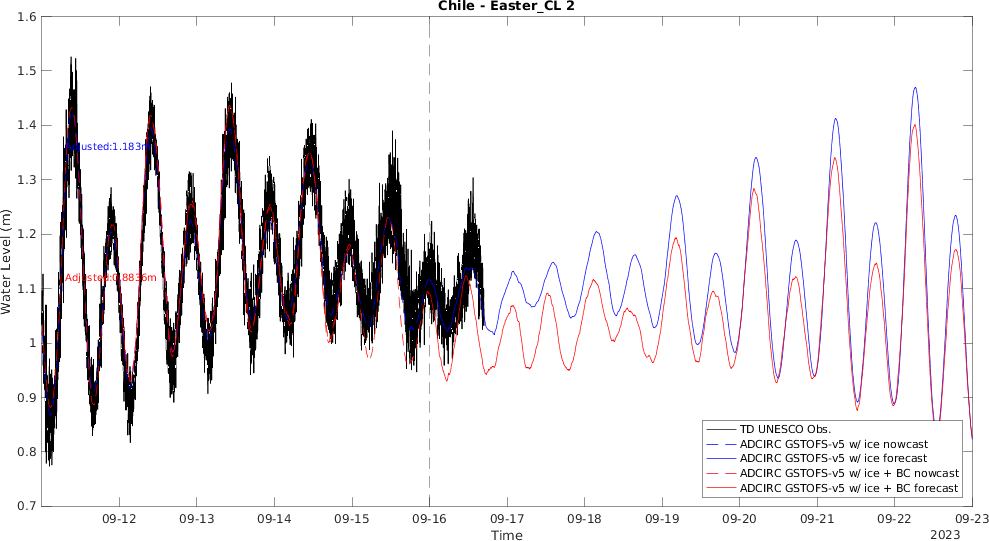 Chile - Easter_CL 2
1.6
1.5
1.4
1.3
1.2
1.1
1
0.9
0.8
0.7
Water Level (m)
Adjusted:0.8836m
09-12
09-13
09-14
09-15
09-16
09-17
09-18
09-19
09-20
09-21
09-22
09-23
Time
2023
TD UNESCO Obs.
ADCIRC GSTOFS-v5 w/ ice nowcast
ADCIRC GSTOFS-v5 w/ ice forecast
ADCIRC GSTOFS-v5 w/ ice + BC nowcast
ADCIRC GSTOFS-v5 w/ ice + BC forecast